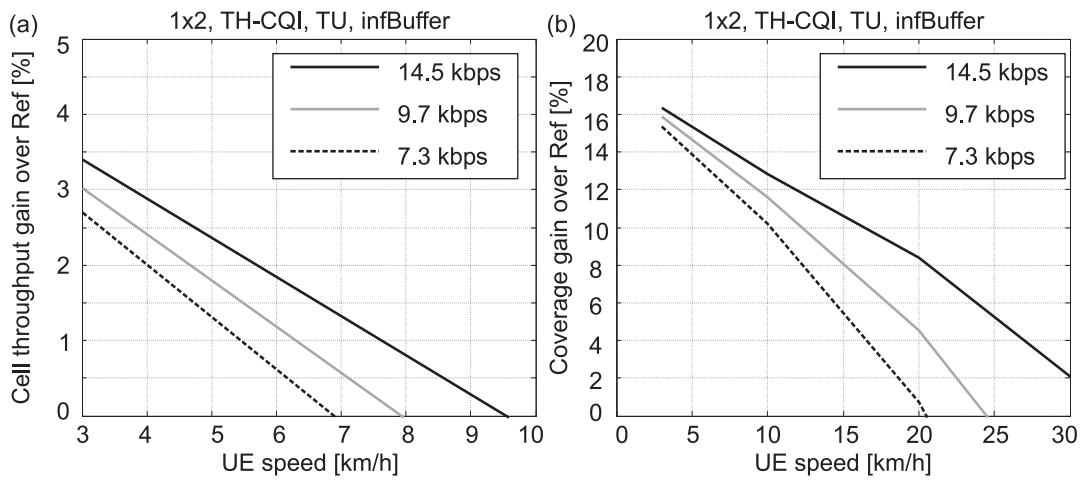 (a)
1x2, TH-CQI, TU, infBuffer
Cell throughput gain over Ref [%]
5
4
3
2
1
0
14.5 kbps
9.7 kbps
7.3 kbps
3 4 5 6 7 8 9 10
UE speed [km/h]
(b)
1x2, TH-CQI, TU, infBuffer
Coverage gain over Ref [%]
20
18
16
14
12
10
8
6
4
2
0
14.5 kbps
9.7 kbps
7.3 kbps
0 5 10 15 20 25 30
UE speed [km/h]